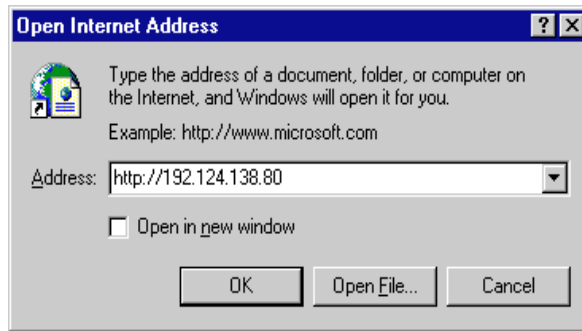 Open Internet Address
Type the address of a document, folder, or computer on
the Internet, and Windows will open it for you.
Example: http://www.microsoft.com
Address: http://192.124.138.80
Open in new window
OK Open File... Cancel